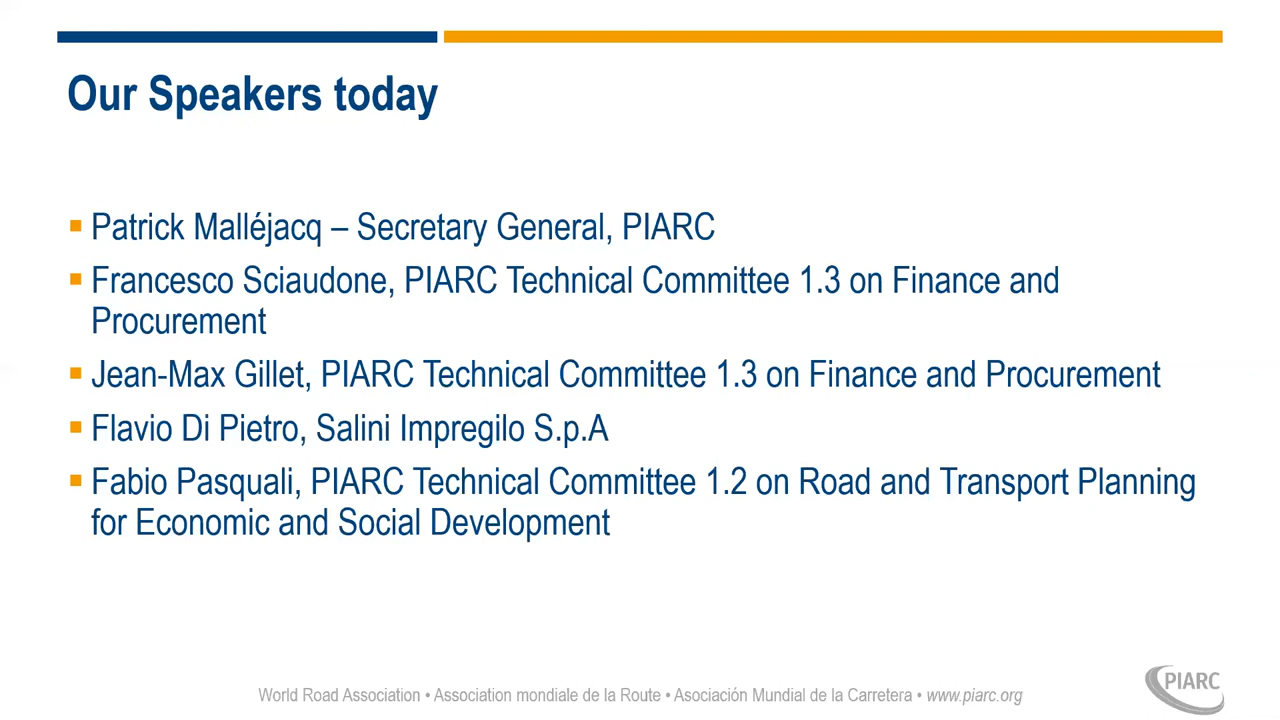 Our Speakers today
Patrick Malléjacq – Secretary General, PIARC
Francesco Sciaudone, PIARC Technical Committee 1.3 on Finance and
Procurement
Jean-Max Gillet, PIARC Technical Committee 1.3 on Finance and Procurement
Flavio Di Pietro, Salini Impregilo S.p.A
Fabio Pasquali, PIARC Technical Committee 1.2 on Road and Transport Planning
for Economic and Social Development
World Road Association • Association mondiale de la Route • Asociación Mundial de la Carretera • www.piarc.org
PIARC